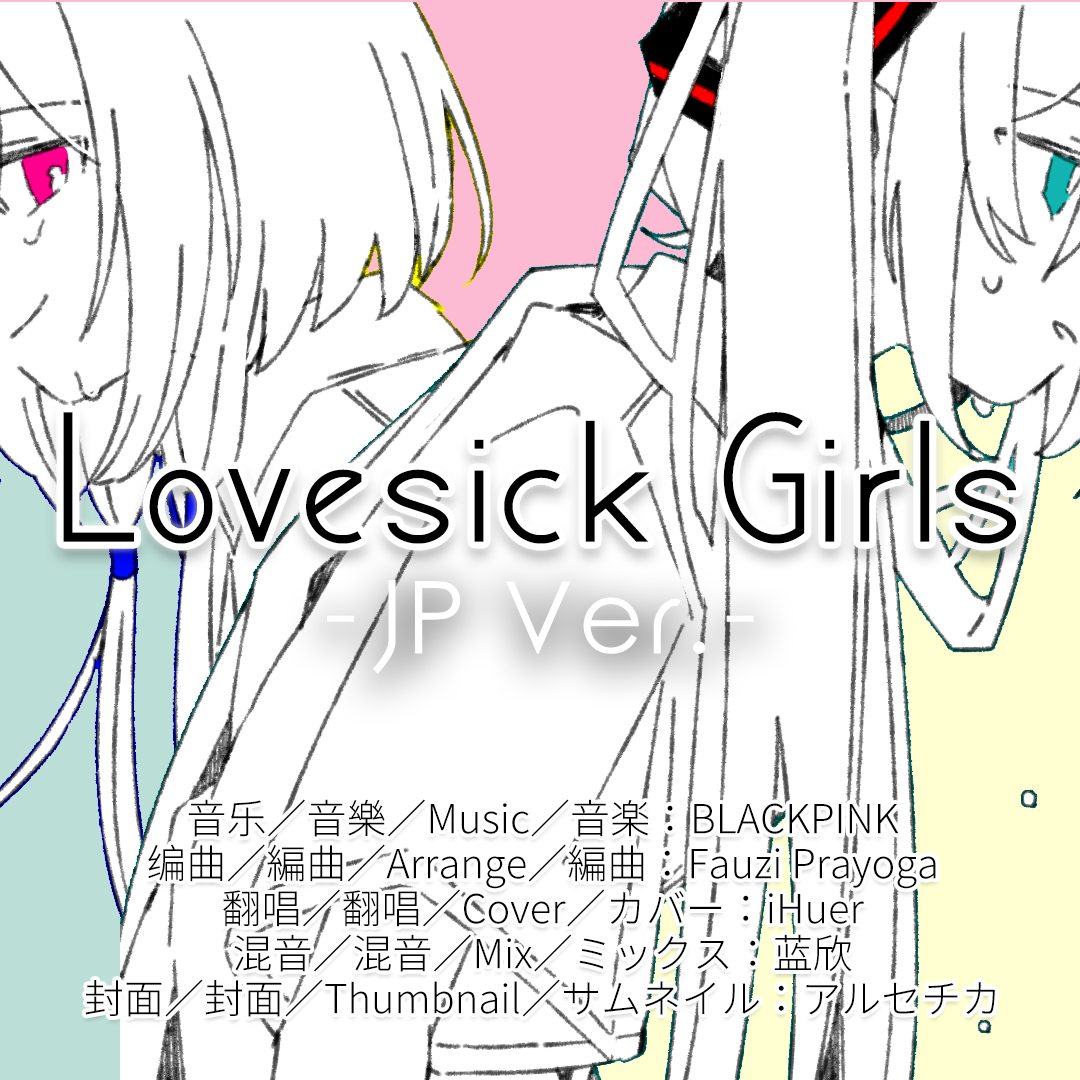 Lovesick Girls
-JP Ver.-
音乐／音樂／Music／音楽：BLACKPINK
编曲／編曲／Arrange／編曲：Fauzi Prayoga
翻唱／翻唱／Cover／カバー：iHuer
混音／混音／Mix／ミックス：蓝欣
封面／封面／Thumbnail／サムネイル：アルセチカ